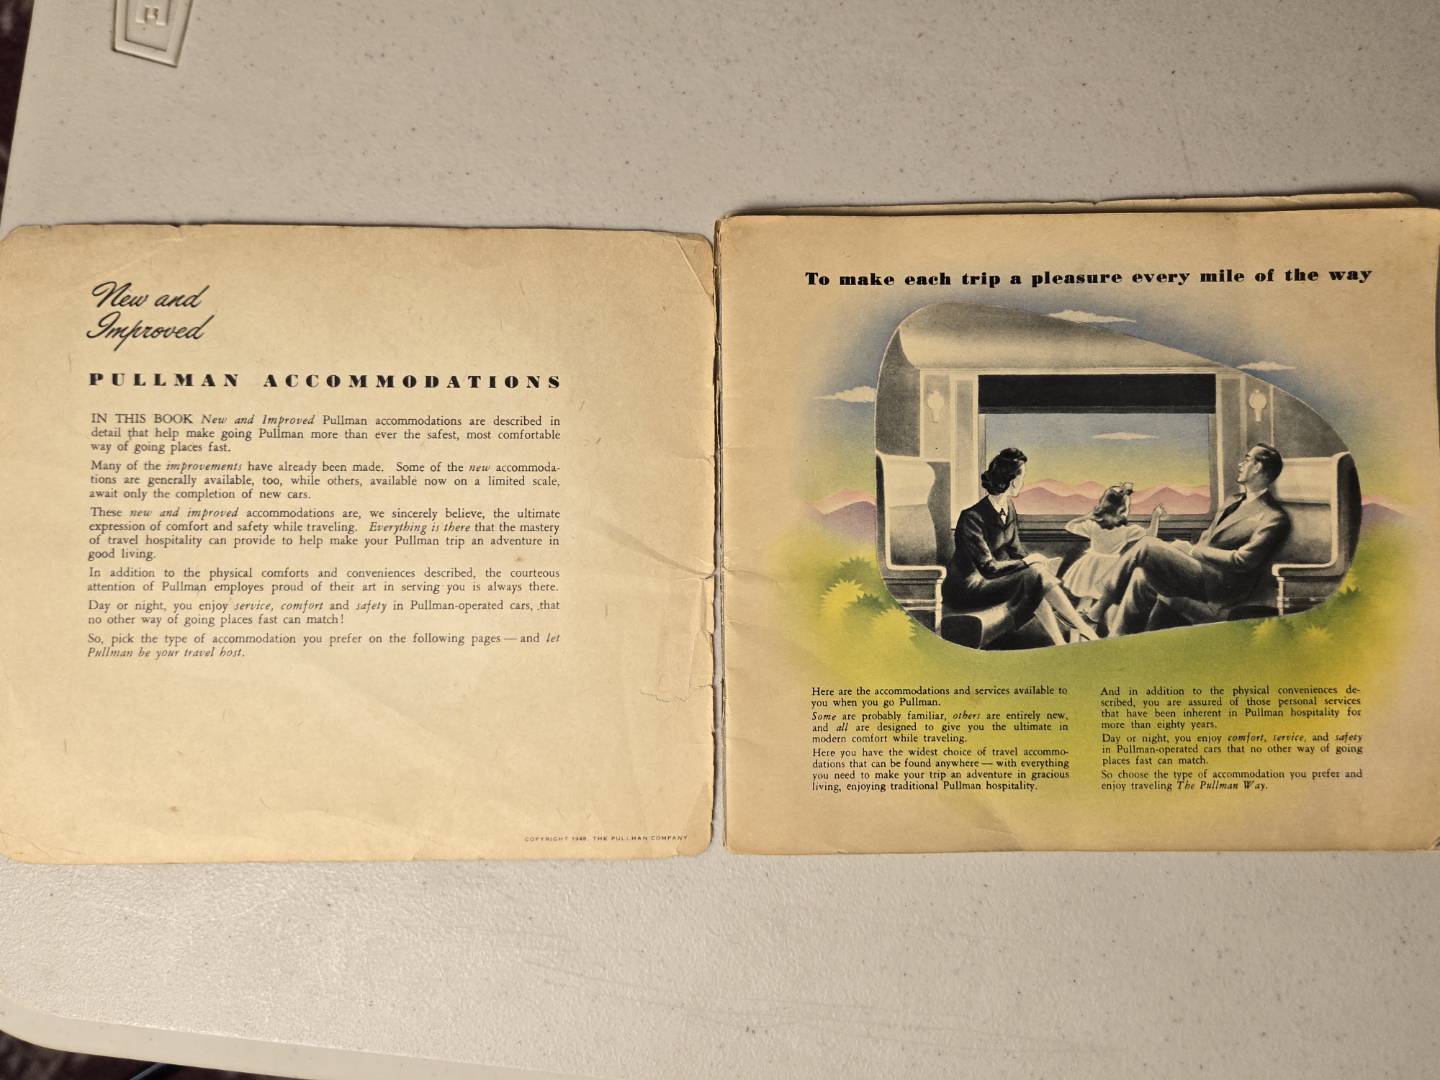 New and
Improved
PULLMAN ACCOMMODATIONS
IN THIS BOOK New and Improved Pullman accommodations are described in
detail that help make going Pullman more than ever the safest, most comfortable
way of going places fast.
Many of the improvements have already been made. Some of the new accommoda-
tions are generally available, too, while others, available now on a limited scale,
await only the completion of new cars.
These new and improved accommodations are, we sincerely believe, the ultimate
expression of comfort and safety while traveling. Everything is there that the mastery
of travel hospitality can provide to help make your Pullman trip an adventure in
good living.
In addition to the physical comforts and conveniences described, the courteous
attention of Pullman employes proud of their art in serving you is always there.
Day or night, you enjoy service, comfort and safety in Pullman-operated cars, that
no other way of going places fast can match!
So, pick the type of accommodation you prefer on the following pages — and let
Pullman be your travel host.
COPYRIGHT THE PULLMAN COMPANY
To make each trip a pleasure every mile of the way
Here are the accommodations and services available to
you when you go Pullman.
Some are probably familiar, others are entirely new,
and all are designed to give you the ultimate in
modern comfort while traveling.
Here you have the widest choice of travel accommo-
dations that can be found anywhere — with everything
you need to make your trip an adventure in gracious
living, enjoying traditional Pullman hospitality.
And in addition to the physical conveniences de-
scribed, you are assured of those personal services
that have been inherent in Pullman hospitality for
more than eighty years.
Day or night, you enjoy comfort, service, and safety
in Pullman-operated cars that no other way of going
places fast can match.
So choose the type of accommodation you prefer and
enjoy traveling The Pullman Way.